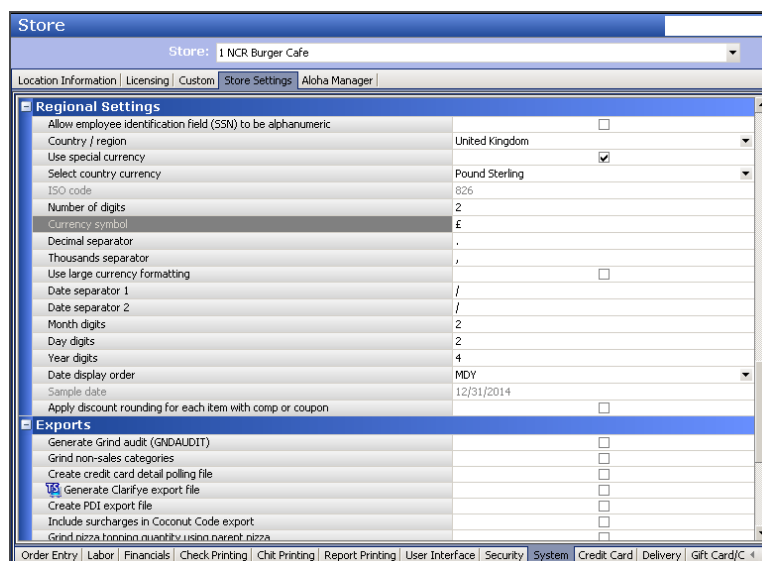 Store
Store: 1 NCR Burger Cafe
Location Information Licensing Custom Store Settings Aloha Manager
Regional Settings
Allow employee identification field (SSN) to be alphanumeric
Country / region United Kingdom
Use special currency
Select country currency Pound Sterling
ISO code 826
Number of digits 2
Currency symbol £
Decimal separator .
Thousands separator ,
Use large currency formatting
Date separator 1 /
Date separator 2 /
Month digits 2
Day digits 2
Year digits 4
Date display order MDY
Sample date 12/31/2014
Apply discount rounding for each item with comp or coupon
Exports
Generate Grind audit (GNDAUDIT)
Grind non-sales categories
Create credit card detail polling file
Generate Clarifye export file
Create PDI export file
Include surcharges in Coconut Code export
Grind pizza topping quantity using parent pizza
Order Entry Labor Financials Check Printing Chit Printing Report Printing User Interface Security System Credit Card Delivery Gift Card/C